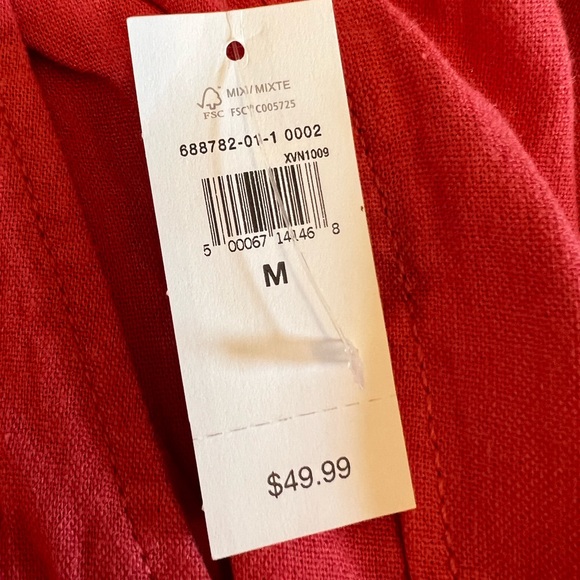 MIX / MIXTE
FSC FSC™ C005725
688782-01-1 0002
XVN1009
5 00067 14146 8
M
$49.99